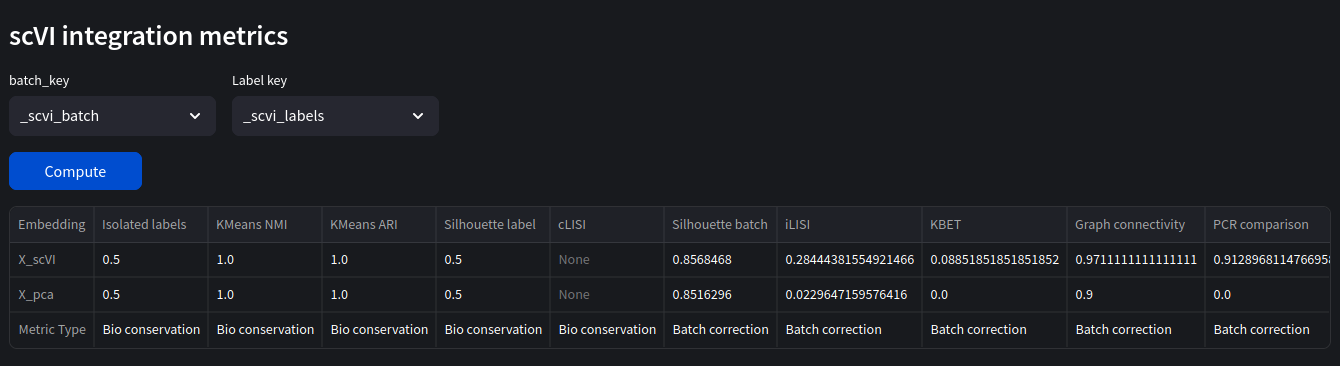 scVI integration metrics
batch_key Label key
_scvi_batch _scvi_labels
Compute
Embedding Isolated labels KMeans NMI KMeans ARI Silhouette label cLISI Silhouette batch iLISI KBET Graph connectivity PCR comparison
X_scVI 0.5 1.0 1.0 0.5 None 0.8568468 0.28444381554921466 0.08851851851851852 0.9711111111111111 0.912896811476695
X_pca 0.5 1.0 1.0 0.5 None 0.8516296 0.0229647159576416 0.0 0.9 0.0
Metric Type Bio conservation Bio conservation Bio conservation Bio conservation Bio conservation Batch correction Batch correction Batch correction Batch correction Batch correction